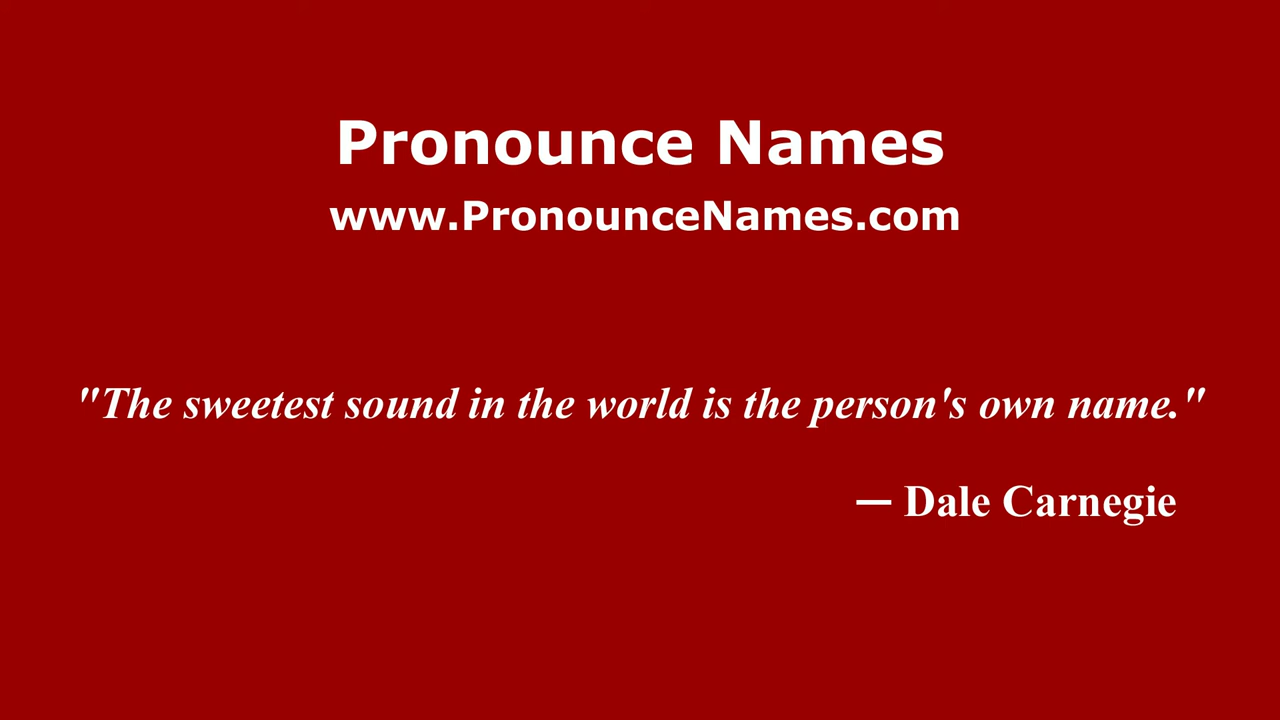 Pronounce Names
www.PronounceNames.com
"The sweetest sound in the world is the person's own name."
— Dale Carnegie